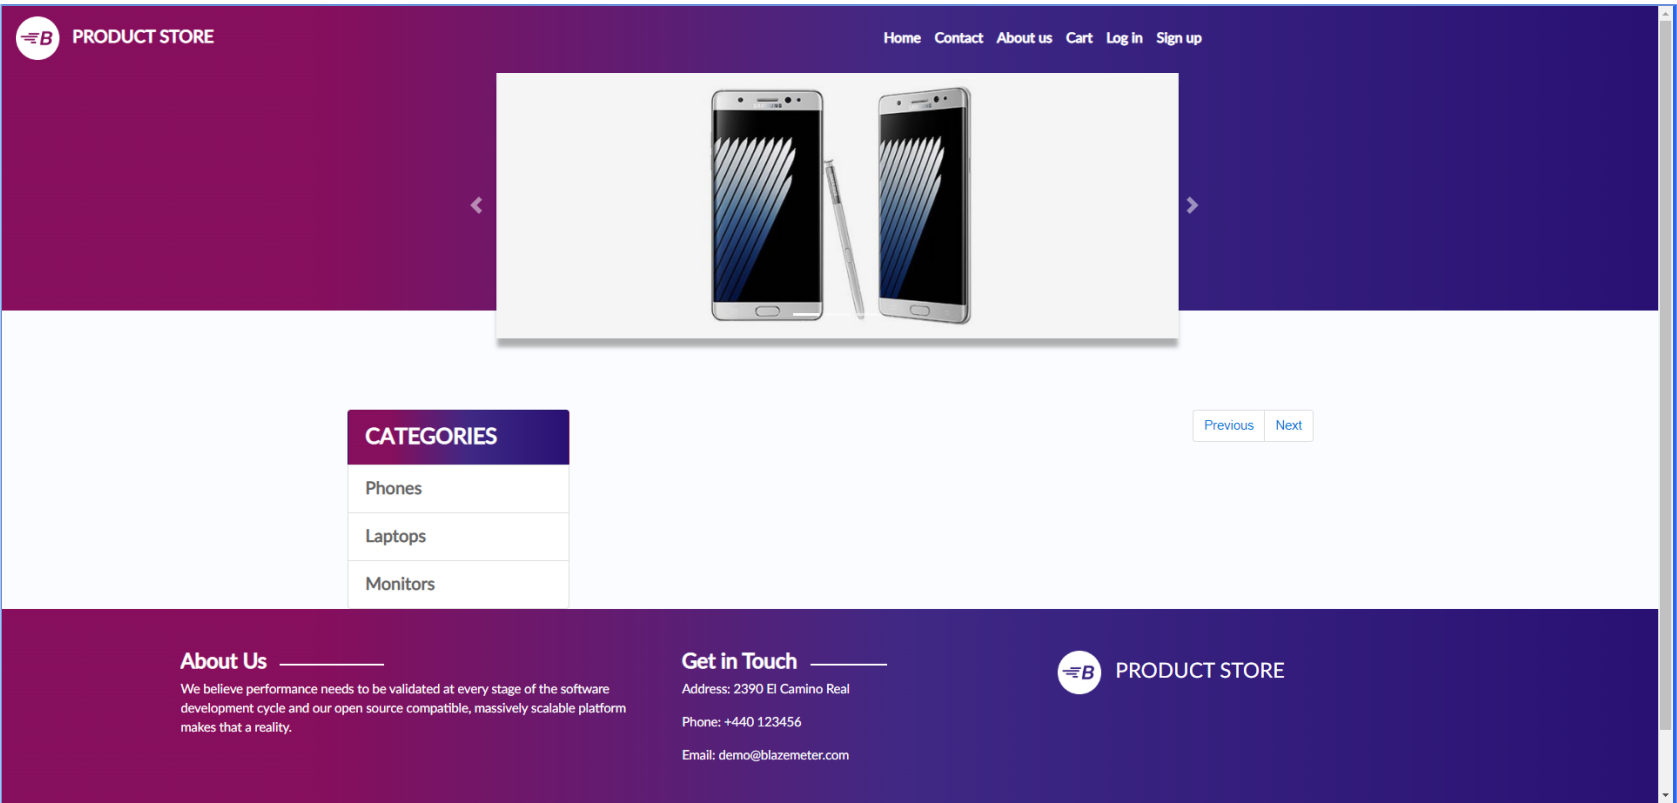 B PRODUCT STORE
Home Contact About us Cart Log in Sign up
SAMSUNG
CATEGORIES
Previous Next
Phones
Laptops
Monitors
About Us
We believe performance needs to be validated at every stage of the software
development cycle and our open source compatible, massively scalable platform
makes that a reality.
Get in Touch
Address: 2390 El Camino Real
Phone: +440 123456
Email: demo@blazemeter.com
B PRODUCT STORE